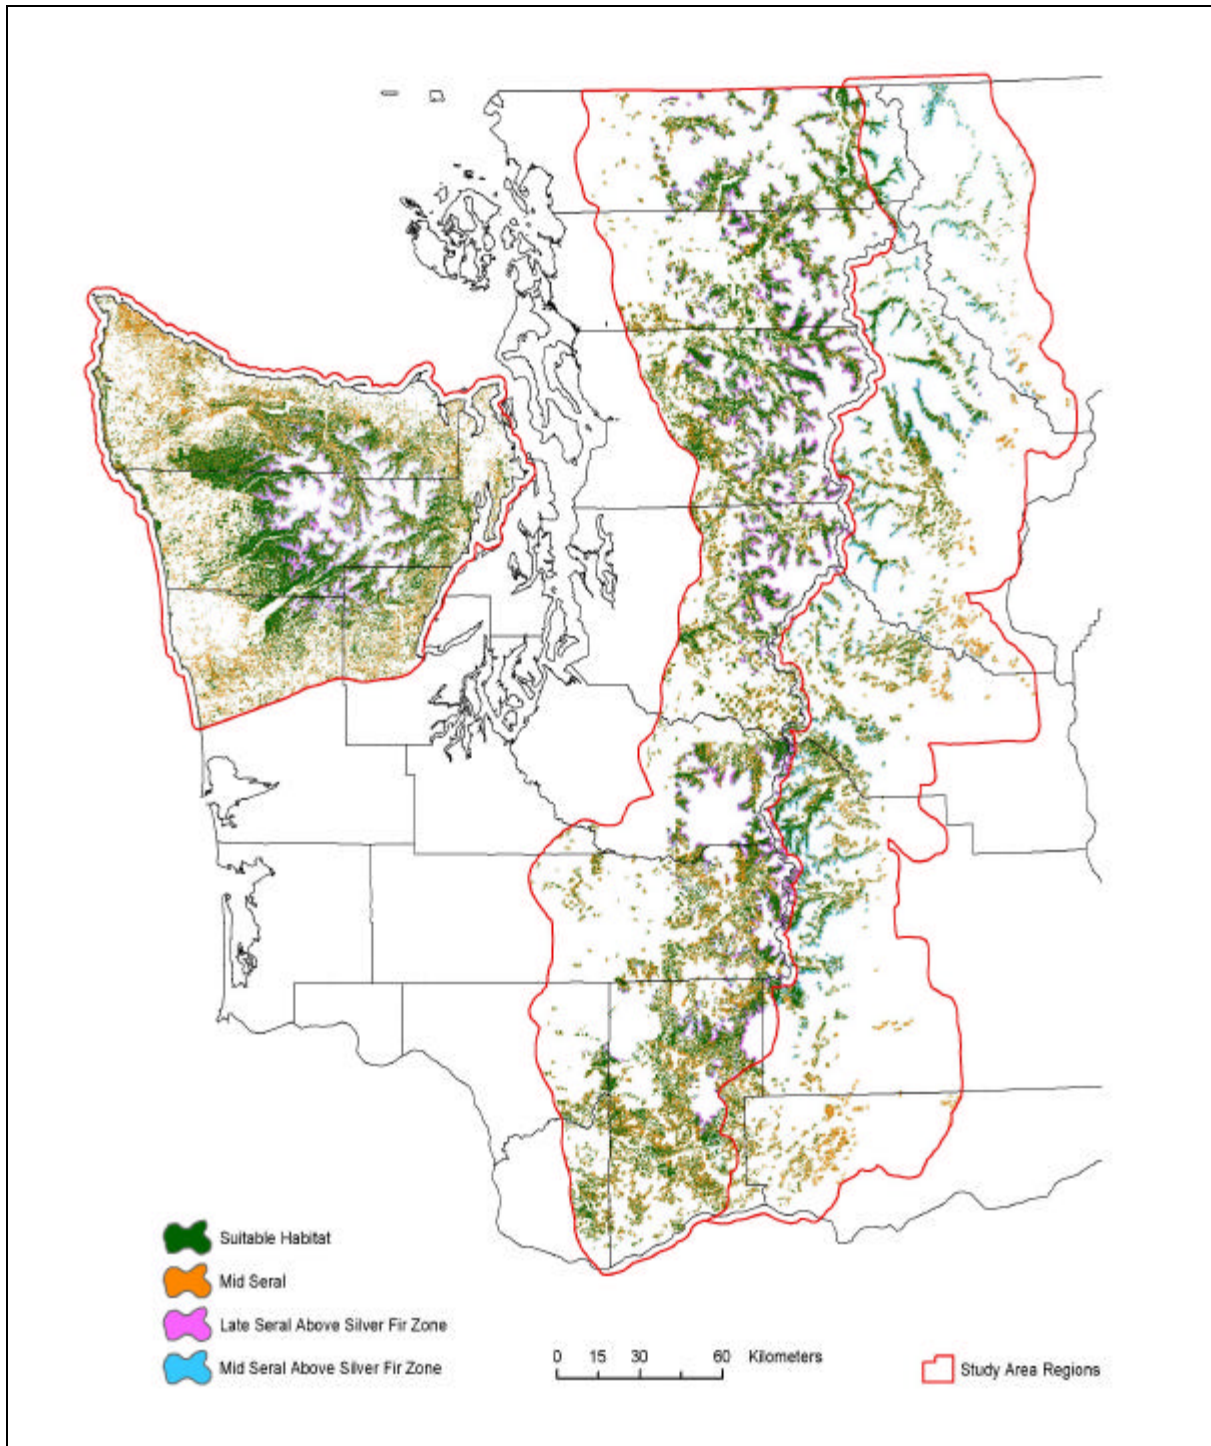 Suitable Habitat
Mid Seral
Late Seral Above Silver Fir Zone
Mid Seral Above Silver Fir Zone
0 15 30 60 Kilometers
Study Area Regions